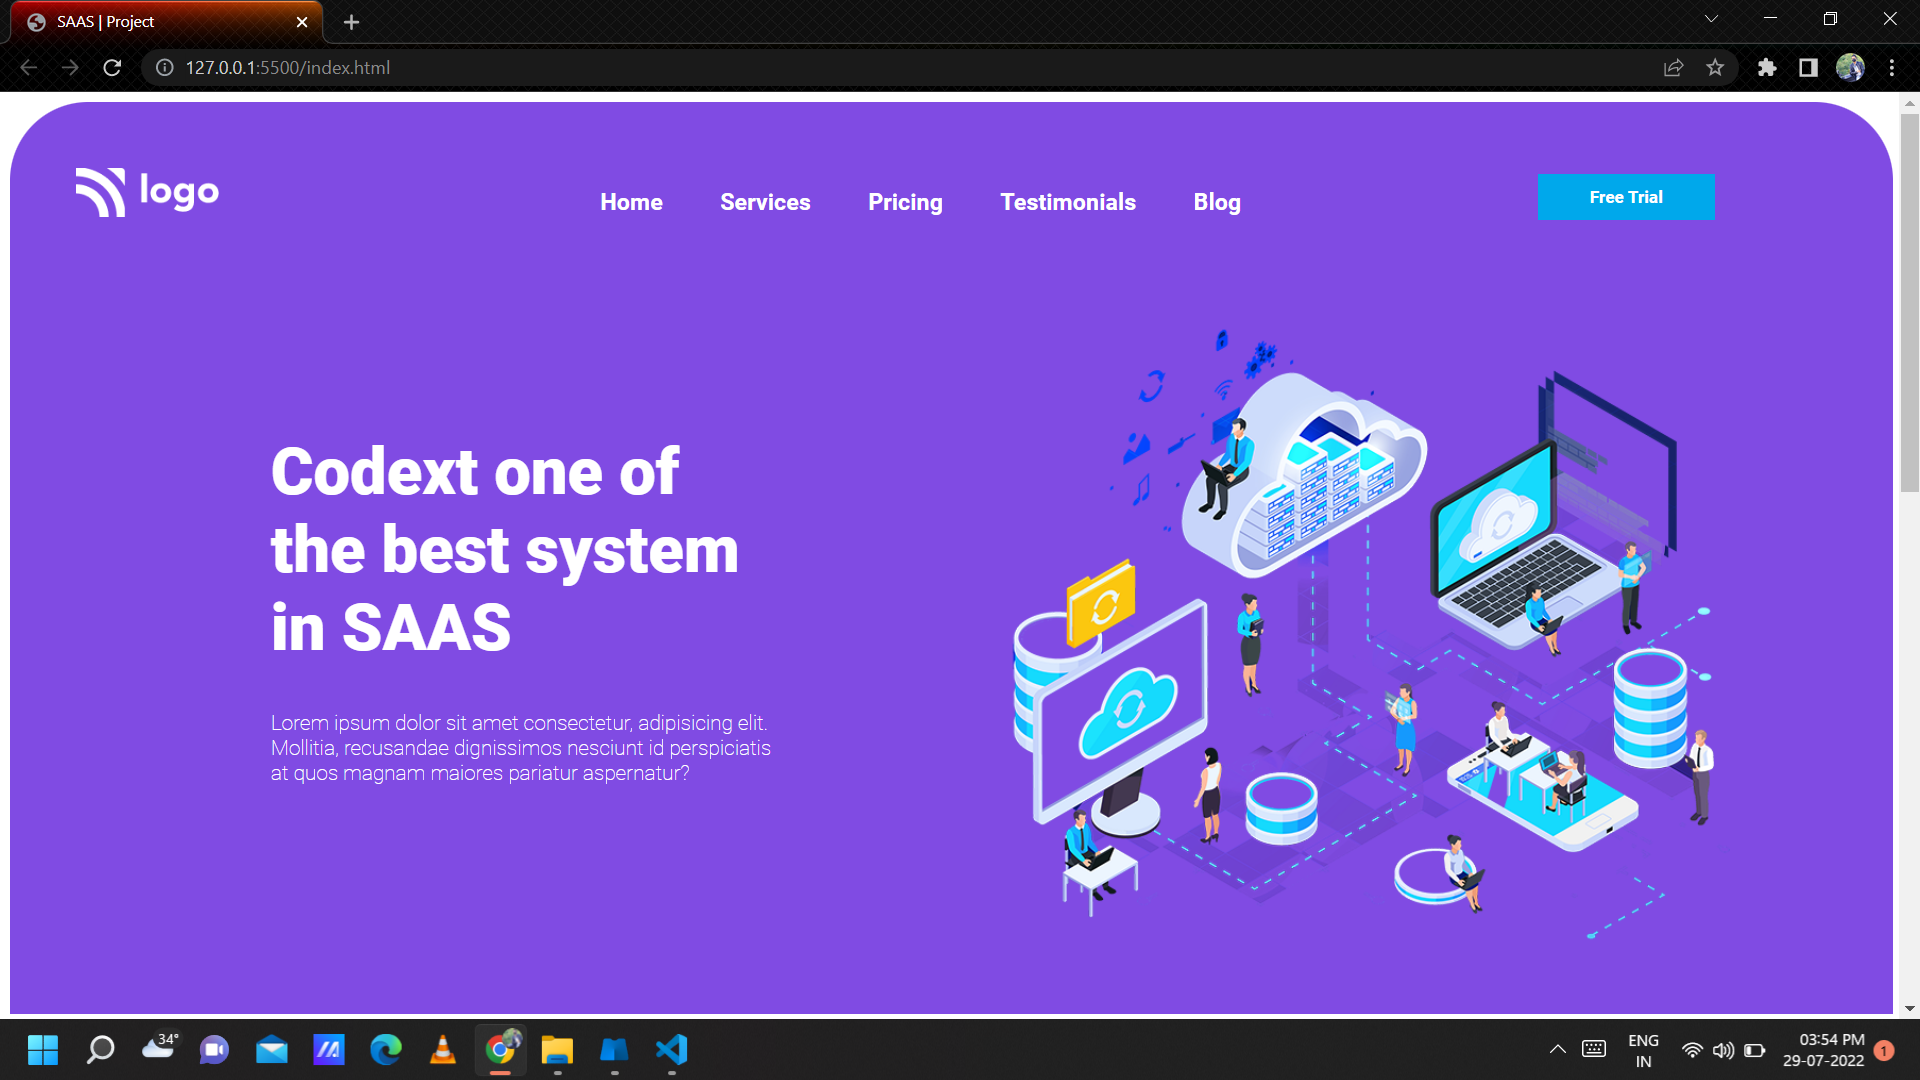 SAAS | Project
127.0.0.1:5500/index.html
logo
Home
Services
Pricing
Testimonials
Blog
Free Trial
Codext one of
the best system
in SAAS
Lorem ipsum dolor sit amet consectetur, adipisicing elit.
Mollitia, recusandae dignissimos nesciunt id perspiciatis
at quos magnam maiores pariatur aspernatur?
34°
ENG
IN
03:54 PM
29-07-2022
1